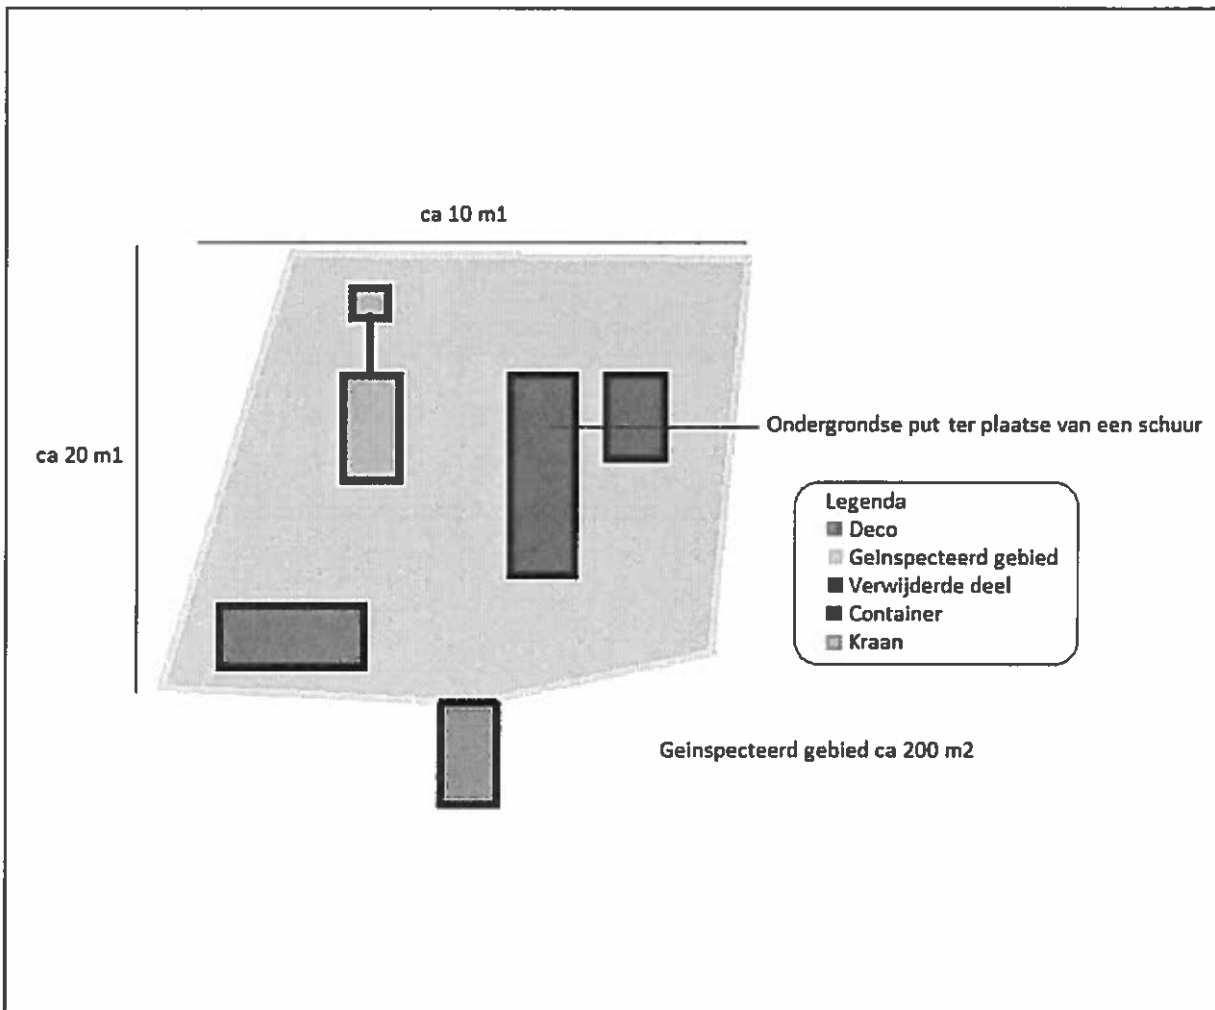 ca 10 m1
ca 20 m1
Ondergrondse put ter plaatse van een schuur
Legenda
Deco
Geinspecteerd gebied
Verwijderde deel
Container
Kraan
Geinspecteerd gebied ca 200 m2